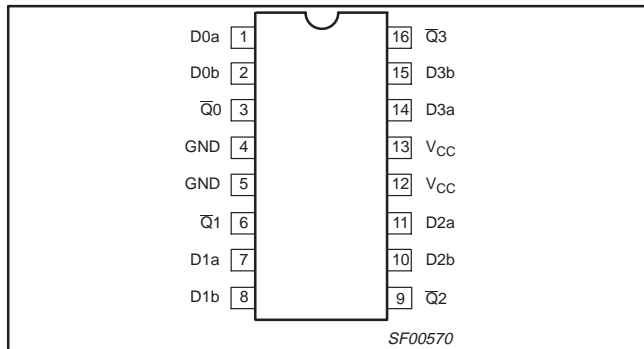 D0a 1 16 Q̅3
D0b 2 15 D3b
Q̅0 3 14 D3a
GND 4 13 VCC
GND 5 12 VCC
Q̅1 6 11 D2a
D1a 7 10 D2b
D1b 8 9 Q̅2
SF00570